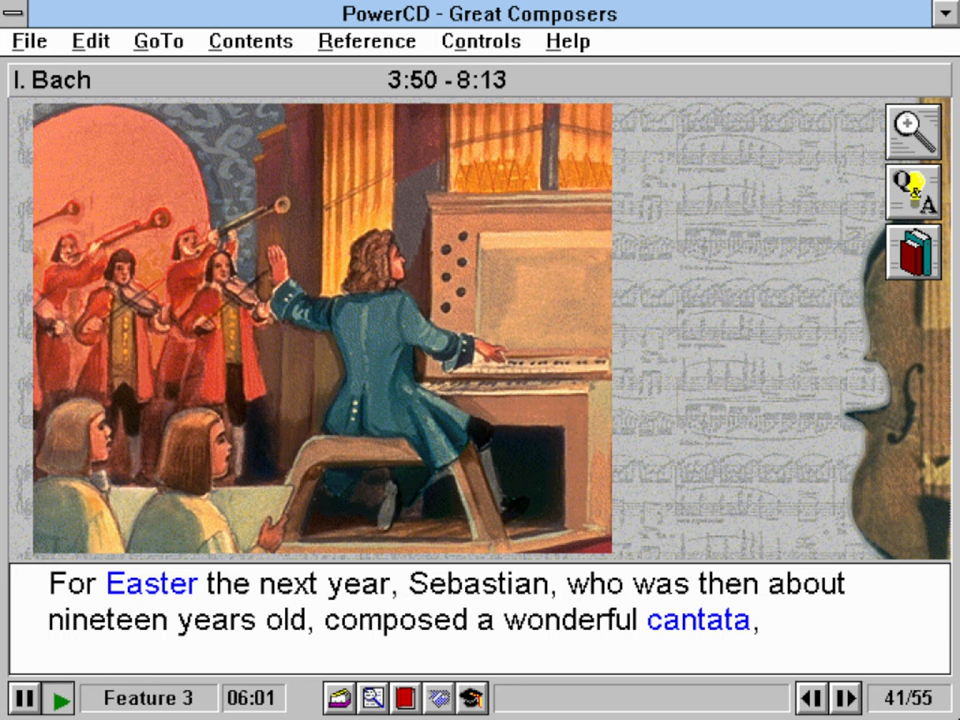 PowerCD - Great Composers
File Edit GoTo Contents Reference Controls Help
I. Bach 3:50 - 8:13
Q & A
For Easter the next year, Sebastian, who was then about
nineteen years old, composed a wonderful cantata,
Feature 3 06:01 41/55